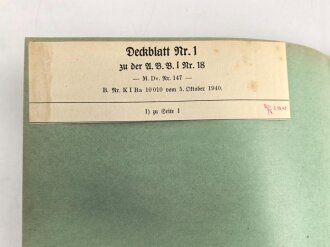 Deckblatt Nr. 1
zu der A. B. B. I Nr. 18
— M. Dv. Nr. 147 —
B. Nr. K I Ba 10 010 vom 5. Oktober 1940.
1) zu Seite 1